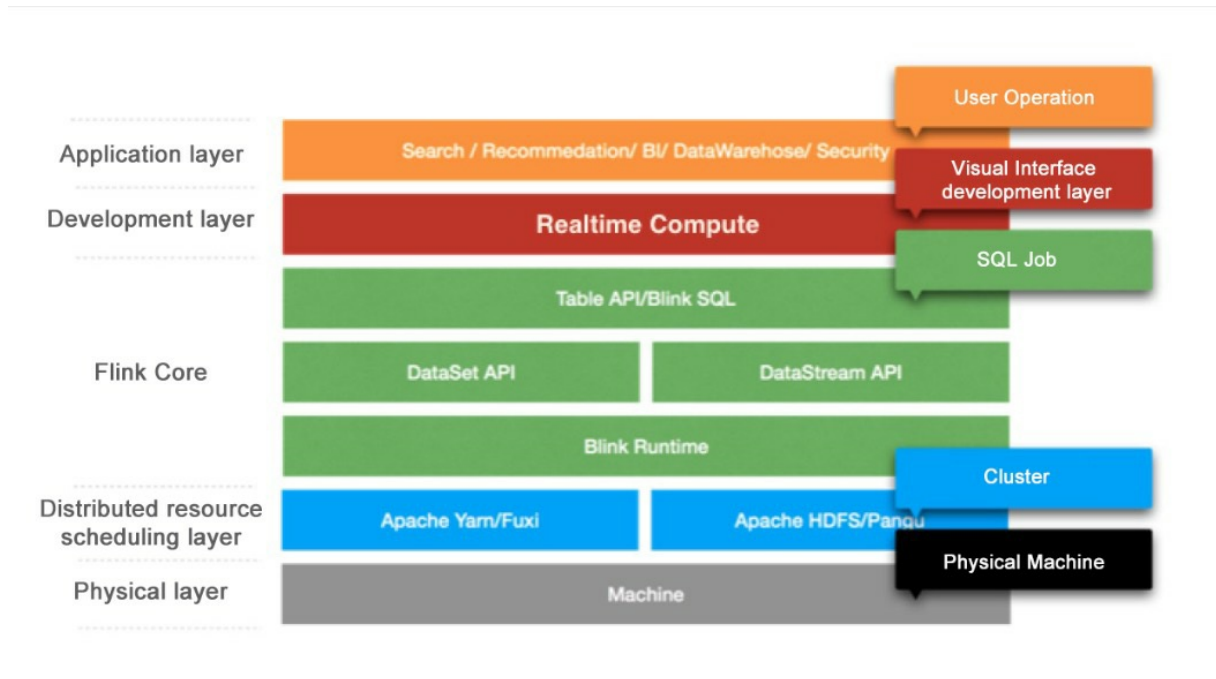 User Operation
Application layer
Search / Recommedation/ BI/ DataWarehose/ Security
Visual Interface
development layer
Development layer
Realtime Compute
SQL Job
Table API/Blink SQL
Flink Core
DataSet API
DataStream API
Blink Runtime
Cluster
Distributed resource
scheduling layer
Apache Yarn/Fuxi
Apache HDFS/Pangu
Physical Machine
Physical layer
Machine